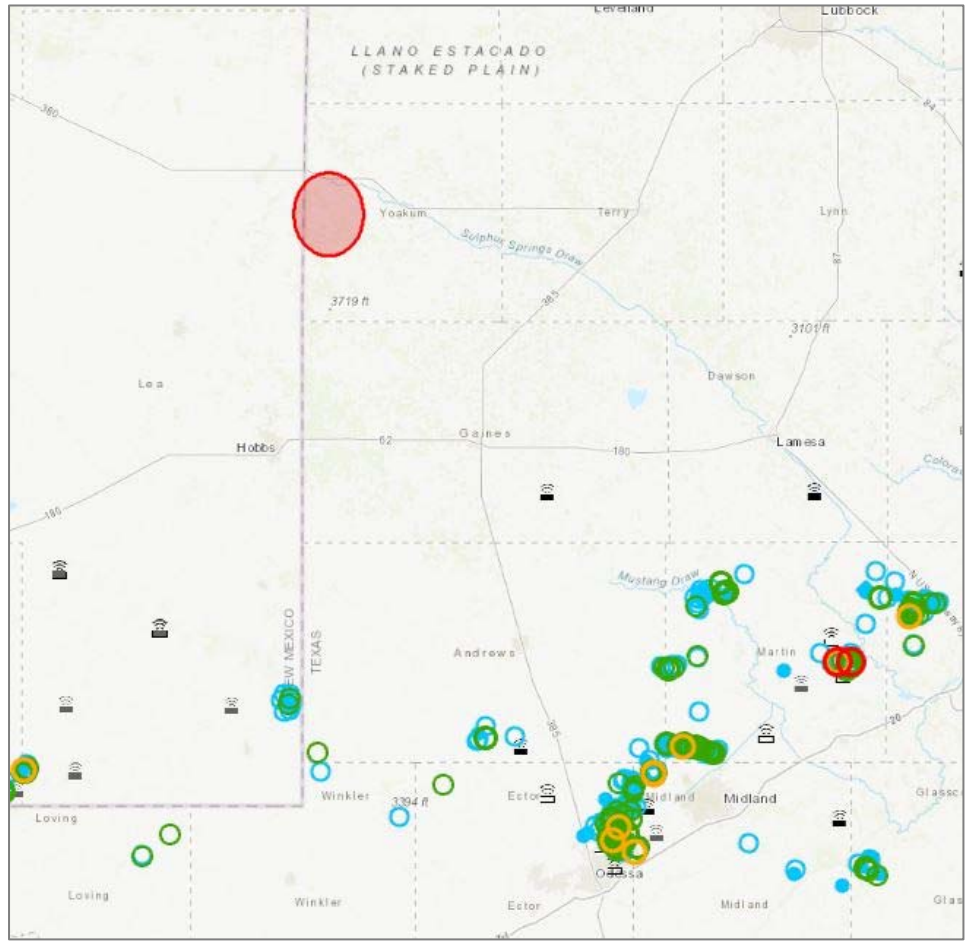 Levelland
Lubbock
LLANO ESTACADO
(STAKED PLAIN)
380
84
Yoakum
Terry
Lynn
Sulphur Springs Draw
87
385
3719 ft
3101 ft
Lea
Dawson
Hobbs
62
Gaines
180
Lamesa
Colora
180
Mustang Draw
NEW MEXICO
TEXAS
Andrews
Martin
385
20
Winkler
3394 ft
Ector
Midland
Midland
Glassc
Loving
Odessa
Loving
Winkler
Ector
Midland
Glas